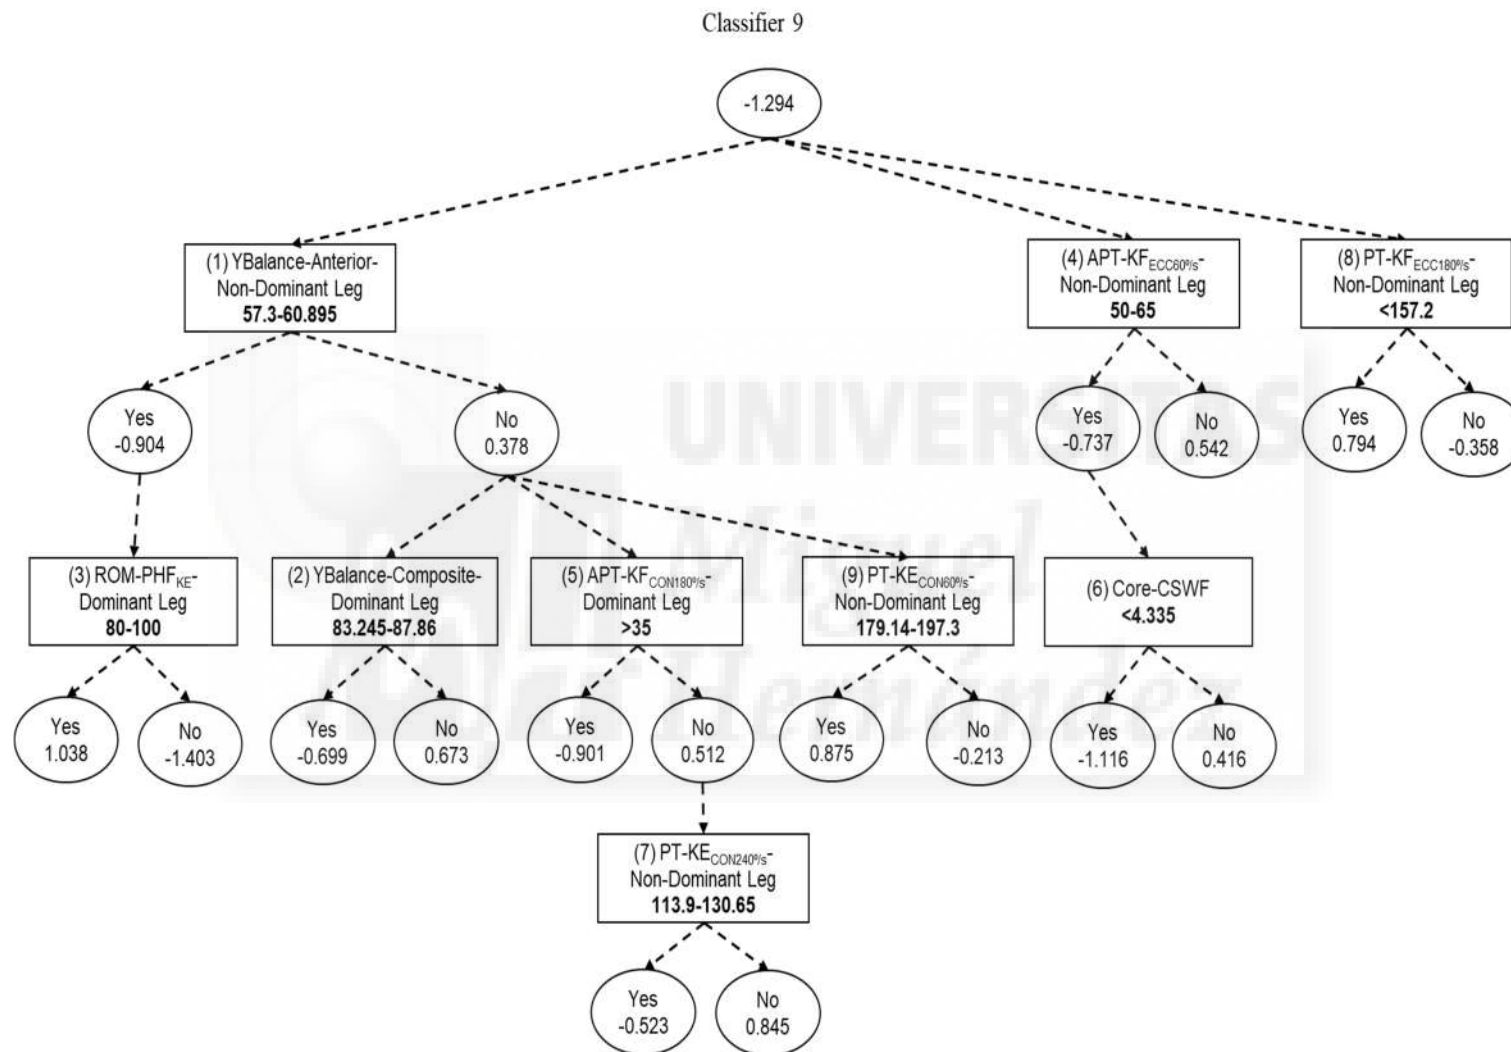 Classifier 9
-1.294
(1) YBalance-Anterior-
Non-Dominant Leg
57.3-60.895
(4) APT-KFECC60º/s-
Non-Dominant Leg
50-65
(8) PT-KFECC180º/s-
Non-Dominant Leg
<157.2
Yes
-0.904
No
0.378
Yes
-0.737
No
0.542
Yes
0.794
No
-0.358
UNIVERSITAS
Miguel
Hernández
(3) ROM-PHFKE-
Dominant Leg
80-100
(2) YBalance-Composite-
Dominant Leg
83.245-87.86
(5) APT-KFCON180º/s-
Dominant Leg
>35
(9) PT-KECON60º/s-
Non-Dominant Leg
179.14-197.3
(6) Core-CSWF
<4.335
Yes
1.038
No
-1.403
Yes
-0.699
No
0.673
Yes
-0.901
No
0.512
Yes
0.875
No
-0.213
Yes
-1.116
No
0.416
(7) PT-KECON240º/s-
Non-Dominant Leg
113.9-130.65
Yes
-0.523
No
0.845